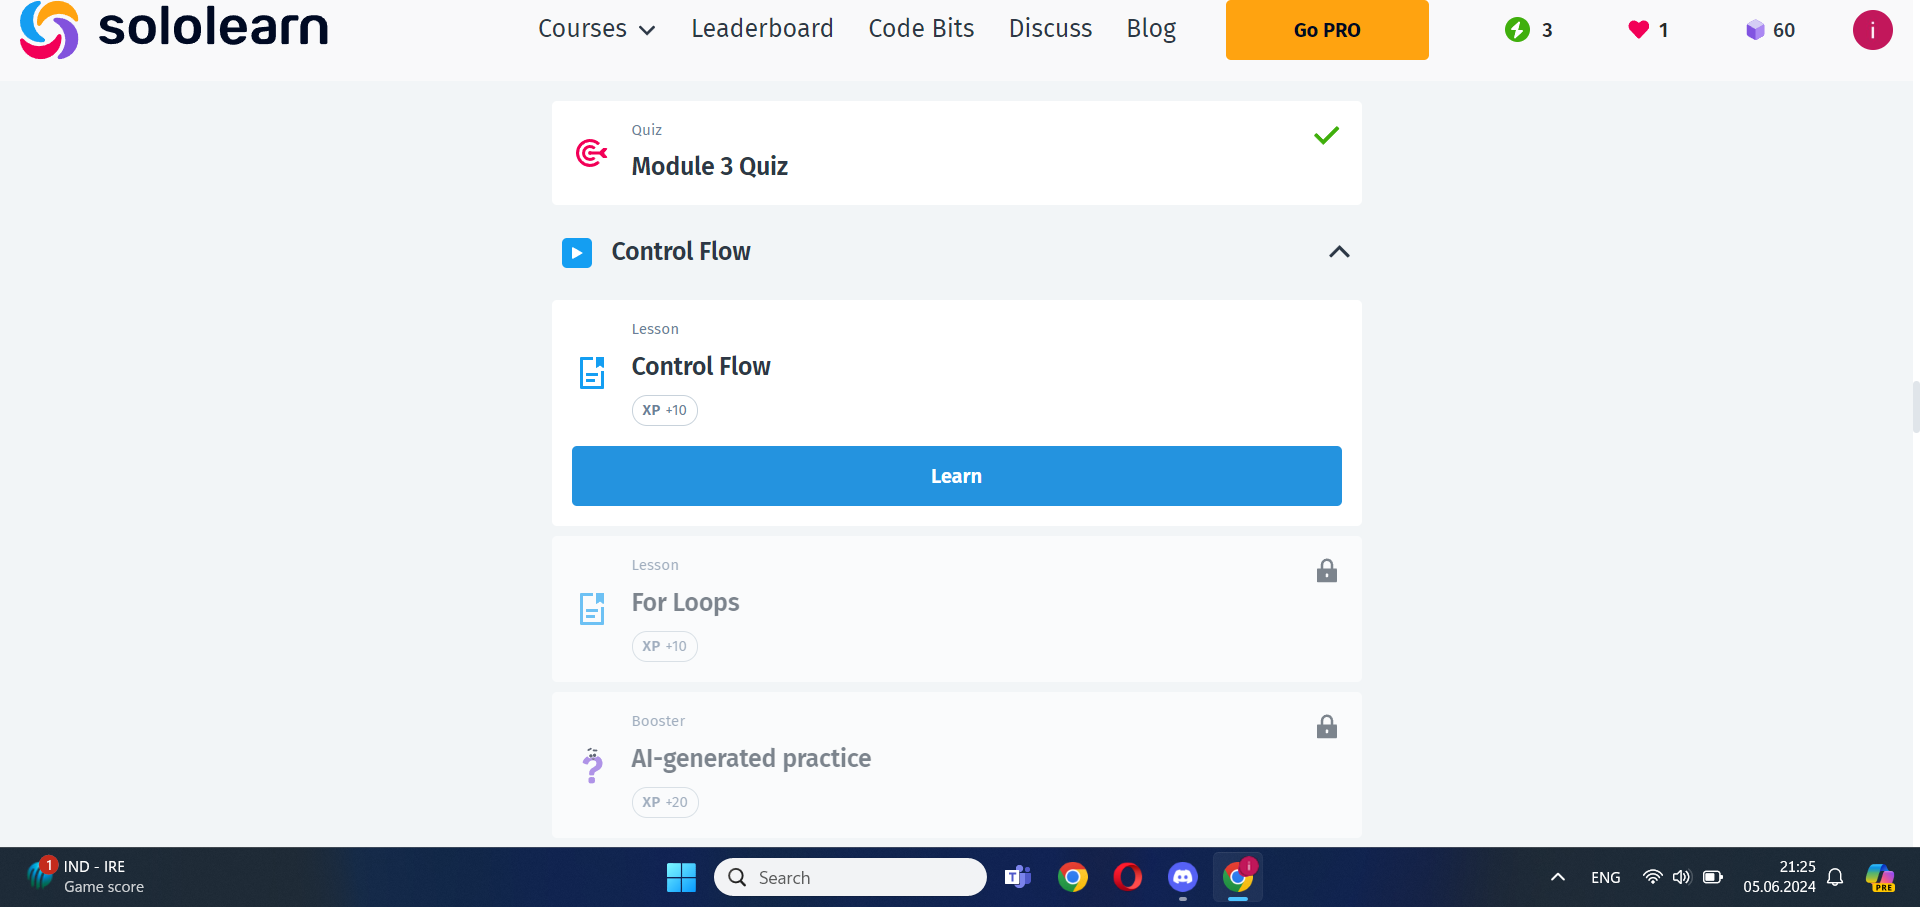 sololearn
Courses Leaderboard Code Bits Discuss Blog Go PRO 3 1 60 i
Quiz
Module 3 Quiz
Control Flow
Lesson
Control Flow
XP +10
Learn
Lesson
For Loops
XP +10
Booster
AI-generated practice
XP +20
1 IND - IRE
Game score
Search
T
i
ENG
21:25
05.06.2024
PRE